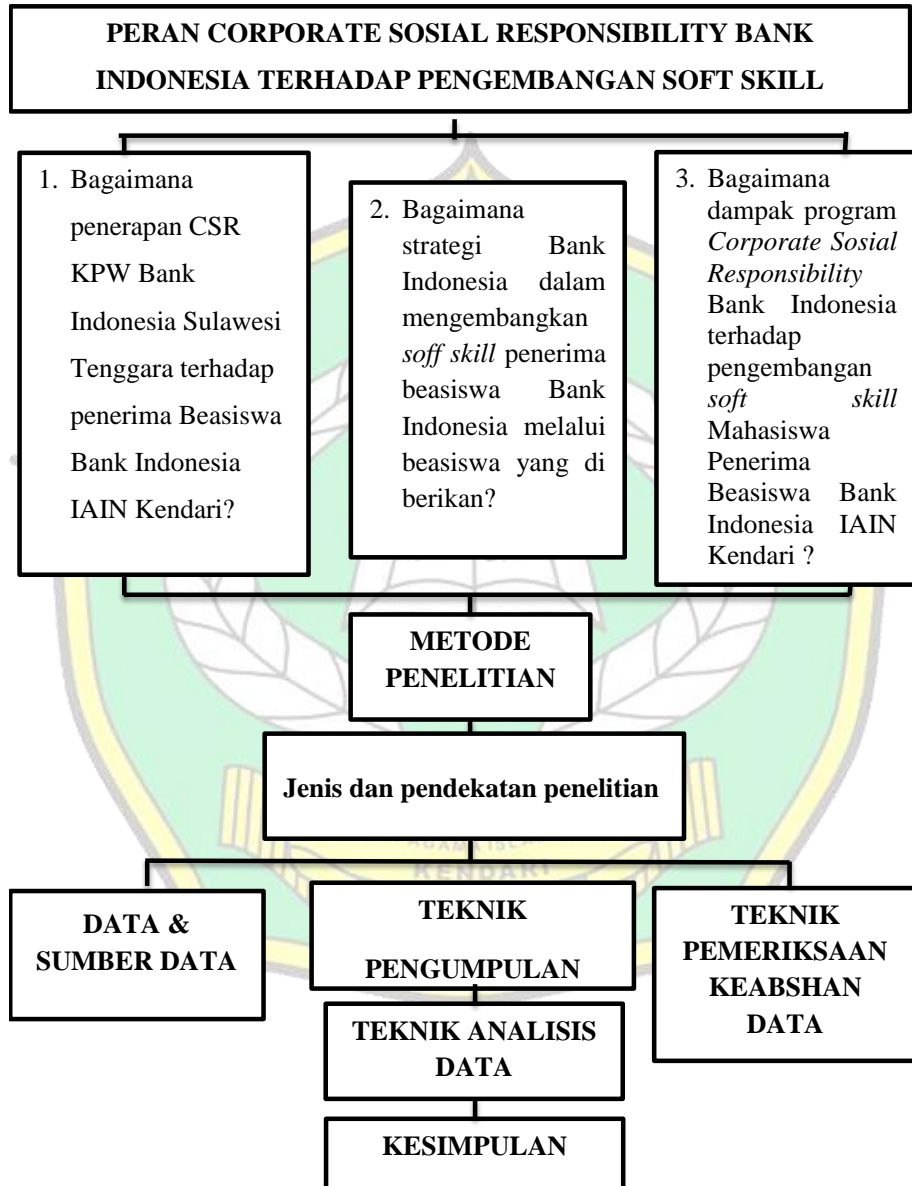 PERAN CORPORATE SOSIAL RESPONSIBILITY BANK
INDONESIA TERHADAP PENGEMBANGAN SOFT SKILL
1. Bagaimana
penerapan CSR
KPW Bank
Indonesia Sulawesi
Tenggara terhadap
penerima Beasiswa
Bank Indonesia
IAIN Kendari?
2. Bagaimana
strategi Bank
Indonesia dalam
mengembangkan
soff skill penerima
beasiswa Bank
Indonesia melalui
beasiswa yang di
berikan?
3. Bagaimana
dampak program
Corporate Sosial
Responsibility
Bank Indonesia
terhadap
pengembangan
soft skill
Mahasiswa
Penerima
Beasiswa Bank
Indonesia IAIN
Kendari ?
METODE
PENELITIAN
Jenis dan pendekatan penelitian
AGAMA ISL
KENDARI
DATA &
SUMBER DATA
TEKNIK
PENGUMPULAN
TEKNIK
PEMERIKSAAN
KEABSHAN
DATA
TEKNIK ANALISIS
DATA
KESIMPULAN